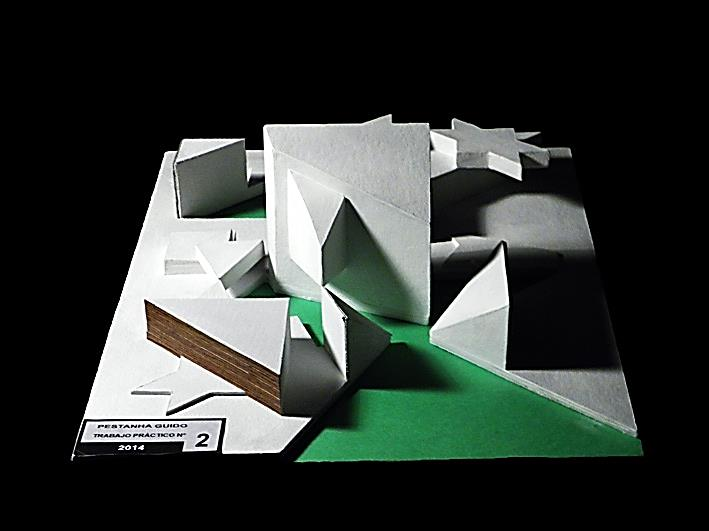 PESTANHA GUIDO
TRABAJO PRÁCTICO Nº 2
2014